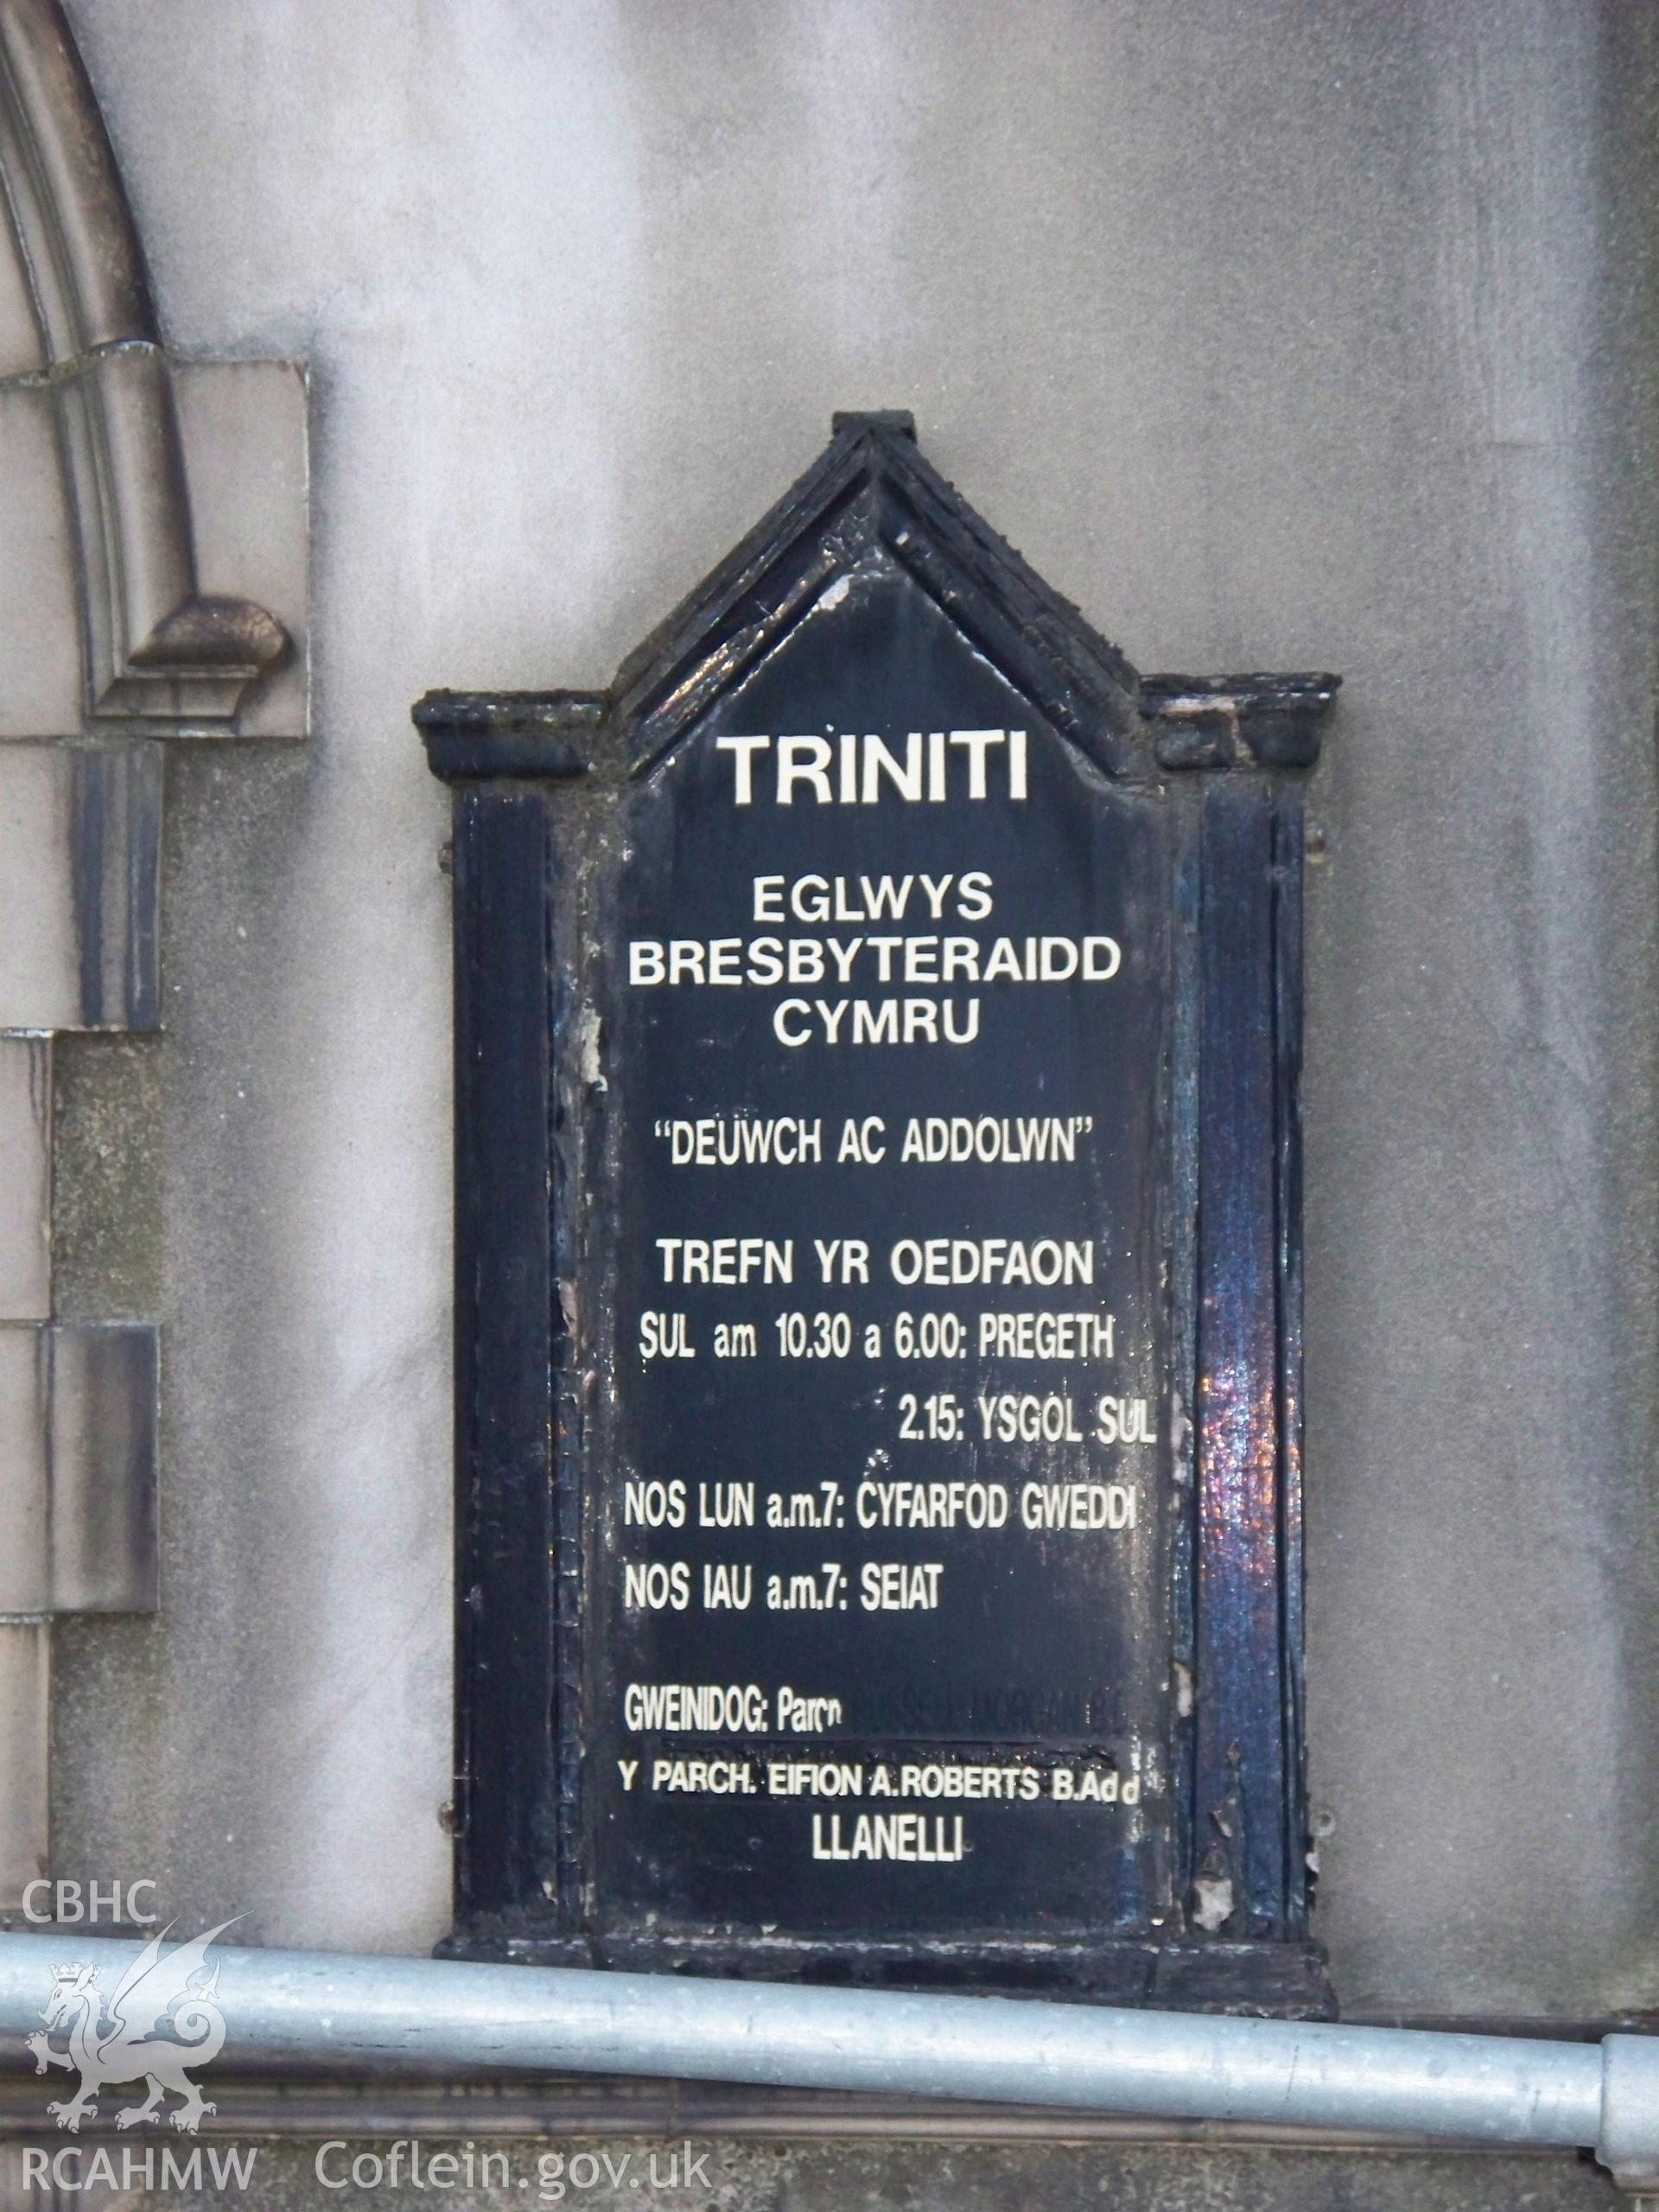 TRINITI
EGLWYS
BRESBYTERAIDD
CYMRU
“DEUWCH AC ADDOLWN”
TREFN YR OEDFAON
SUL am 10.30 a 6.00: PREGETH
2.15: YSGOL SUL
NOS LUN a.m.7: CYFARFOD GWEDDI
NOS IAU a.m.7: SEIAT
GWEINIDOG: Parch MORGAN
Y PARCH. EIFION A.ROBERTS B.Add
LLANELLI
CBHC
RCAHMW Coflein.gov.uk